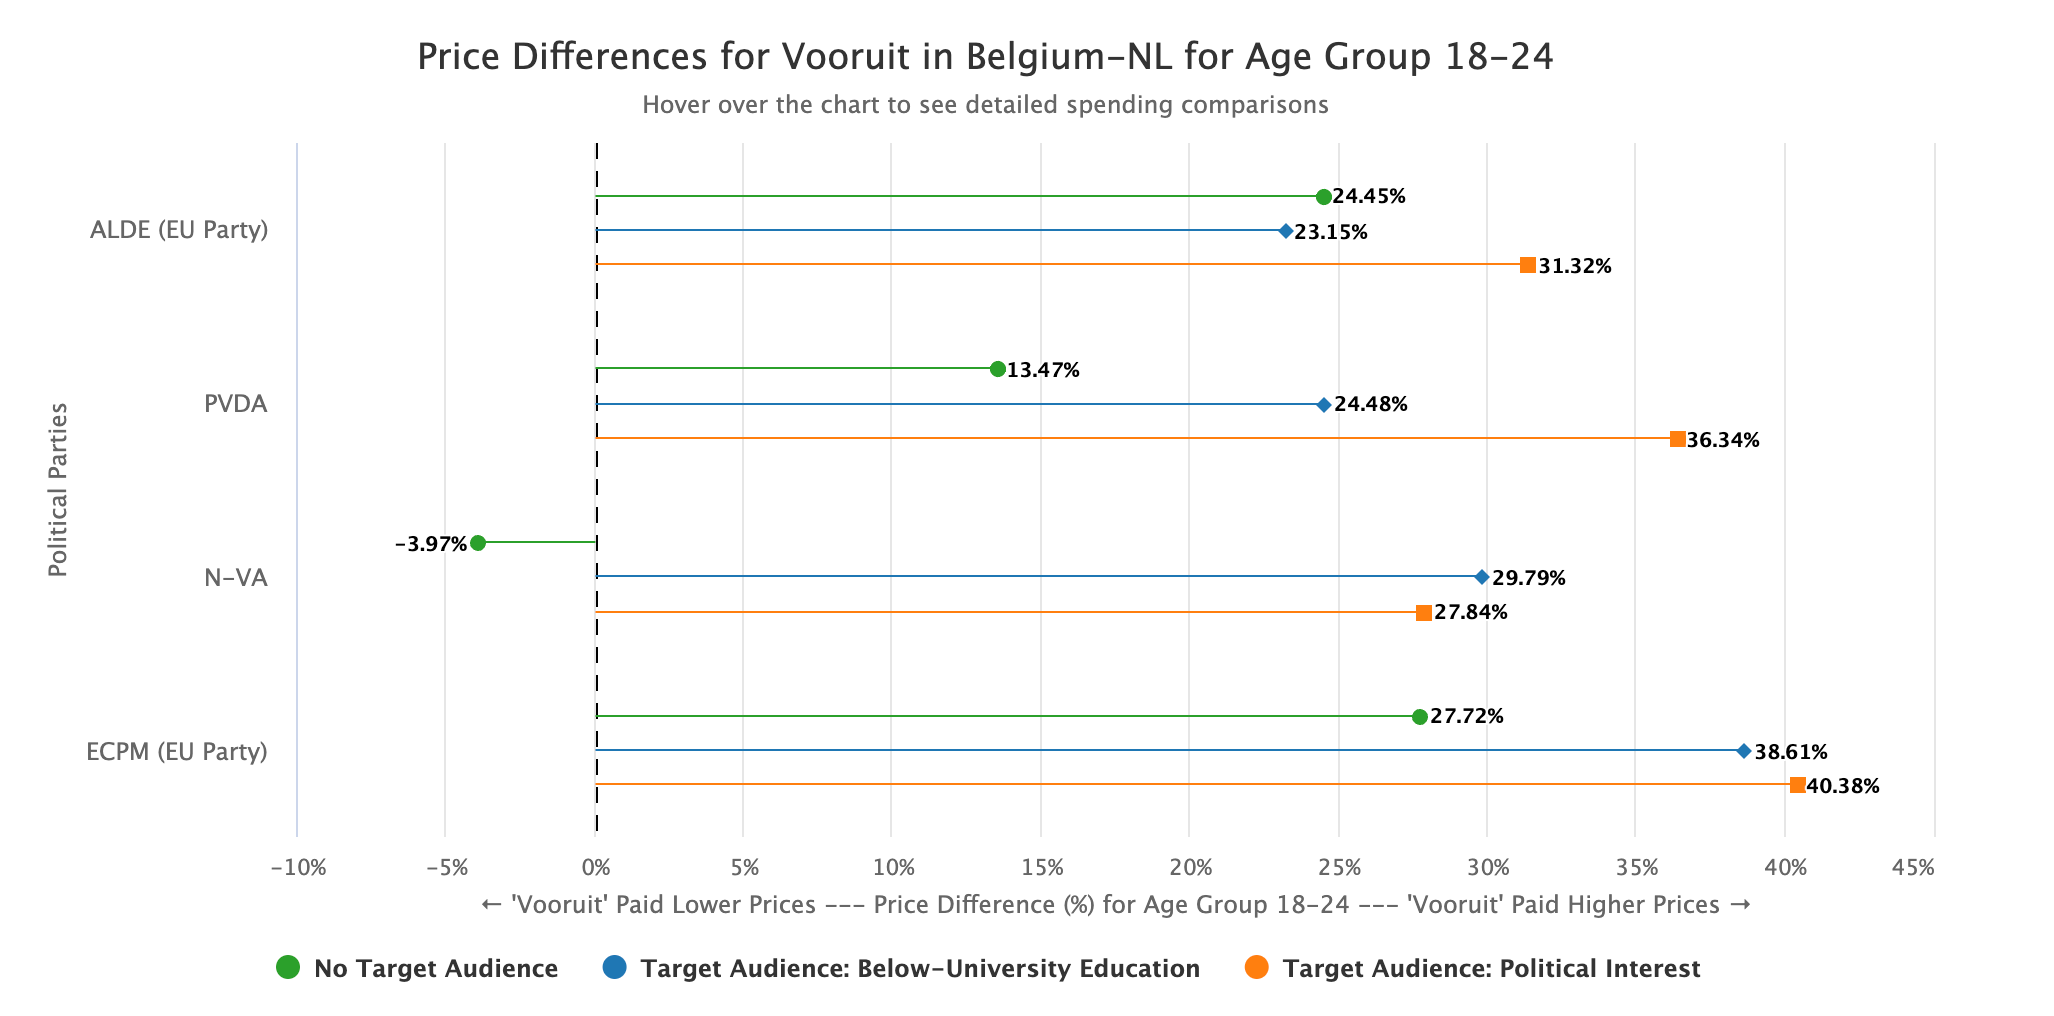 Price Differences for Vooruit in Belgium-NL for Age Group 18-24
Hover over the chart to see detailed spending comparisons
Political Parties
ALDE (EU Party)
24.45%
23.15%
31.32%
PVDA
13.47%
24.48%
36.34%
N-VA
-3.97%
29.79%
27.84%
ECPM (EU Party)
27.72%
38.61%
40.38%
-10% -5% 0% 5% 10% 15% 20% 25% 30% 35% 40% 45%
← 'Vooruit' Paid Lower Prices --- Price Difference (%) for Age Group 18-24 --- 'Vooruit' Paid Higher Prices →
No Target Audience Target Audience: Below-University Education Target Audience: Political Interest